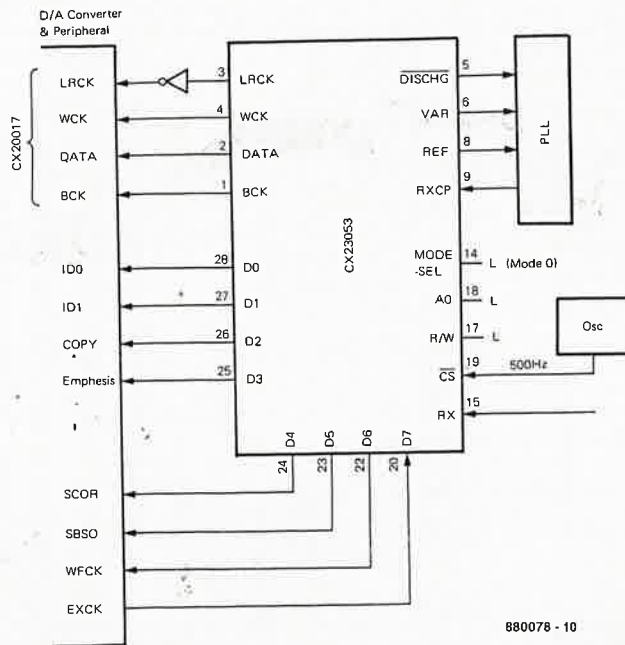 D/A Converter
& Peripheral
CX20017
LRCK
WCK
DATA
BCK
ID0
ID1
COPY
Emphesis
SCOR
SBSO
WFCK
EXCK
3 LRCK
4 WCK
2 DATA
1 BCK
28 D0
27 D1
26 D2
25 D3
CX23053
DISCHG 5
VAR 6
REF 8
RXCP 9
MODE 14 L (Mode 0)
-SEL
A0 18 L
R/W 17 L
CS 19 500Hz
RX 15
D4 D5 D6 D7
24 23 22 20
PLL
Osc
880078 - 10